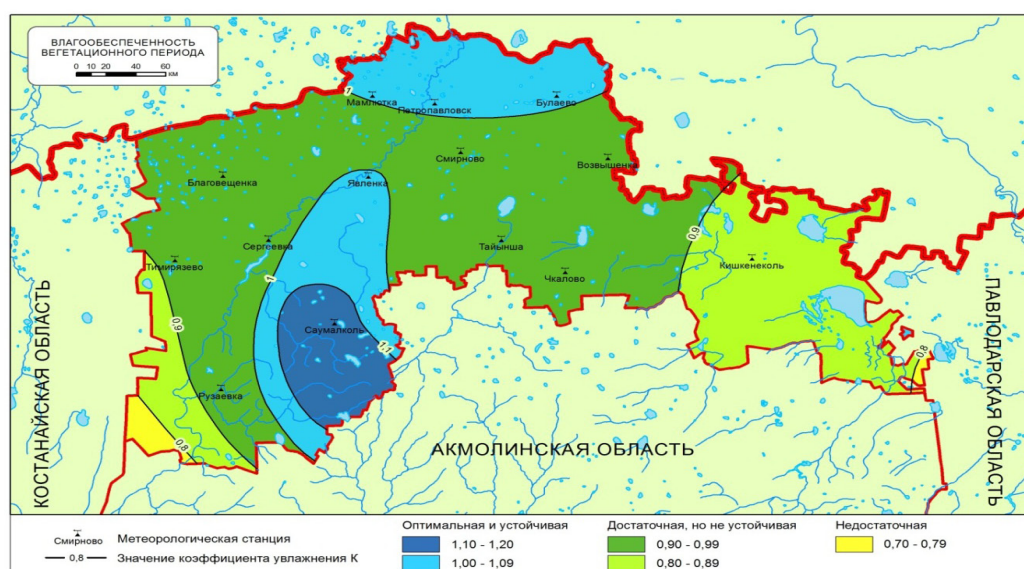 ВЛАГООБЕСПЕЧЕННОСТЬ
ВЕГЕТАЦИОННОГО ПЕРИОДА
0 10 20 40 60
км
1
Мамлютка
Петропавловск
Булаево
Смирново
Возвышенка
Благовещенка
Явленка
0,9
Сергеевка
Тайынша
Тимирязево
Кишкенеколь
Чкалово
1
0,9
Саумалколь
1,1
0,8
Рузаевка
0,8
КОСТАНАЙСКАЯ ОБЛАСТЬ
АКМОЛИНСКАЯ ОБЛАСТЬ
ПАВЛОДАРСКАЯ ОБЛАСТЬ
Смирново Метеорологическая станция
0,8 Значение коэффициента увлажнения К
Оптимальная и устойчивая
1,10 - 1,20
1,00 - 1,09
Достаточная, но не устойчивая
0,90 - 0,99
0,80 - 0,89
Недостаточная
0,70 - 0,79